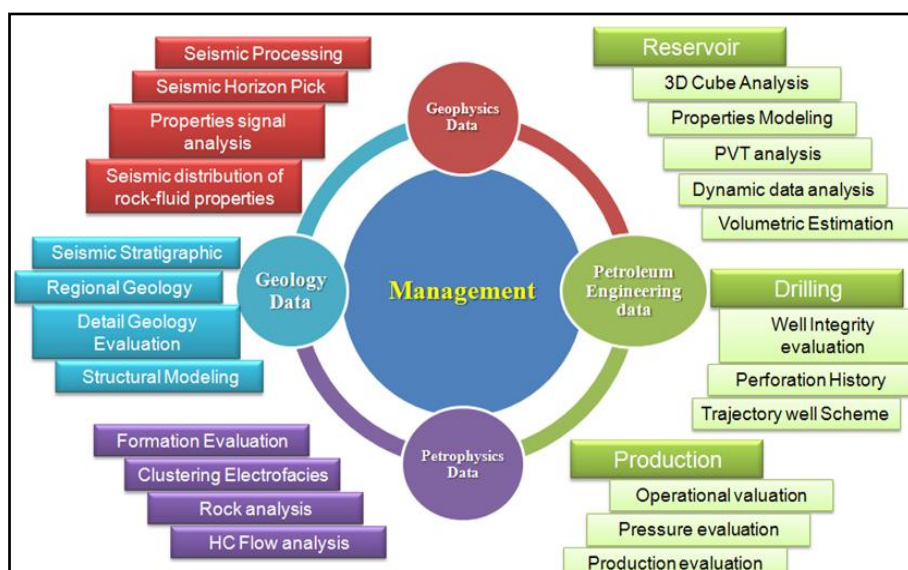 Seismic Processing
Seismic Horizon Pick
Properties signal
analysis
Seismic distribution of
rock-fluid properties
Geophysics
Data
Reservoir
3D Cube Analysis
Properties Modeling
PVT analysis
Dynamic data analysis
Volumetric Estimation
Seismic Stratigraphic
Regional Geology
Detail Geology
Evaluation
Structural Modeling
Geology
Data
Management
Petroleum
Engineering
data
Drilling
Well Integrity
evaluation
Perforation History
Trajectory well Scheme
Formation Evaluation
Clustering Electrofacies
Rock analysis
HC Flow analysis
Petrophysics
Data
Production
Operational valuation
Pressure evaluation
Production evaluation